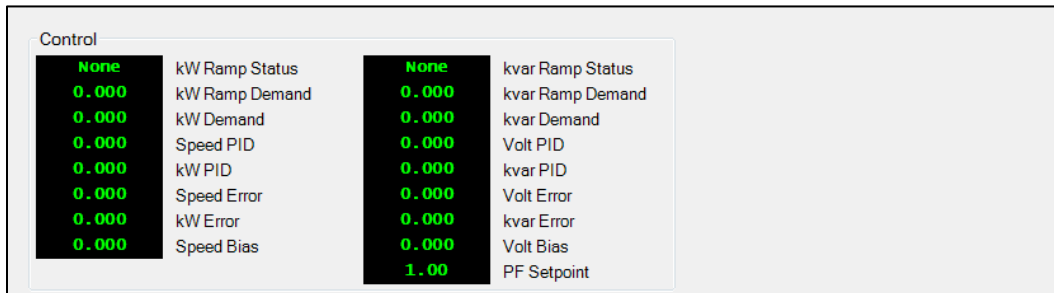 Control
None kW Ramp Status None kvar Ramp Status
0.000 kW Ramp Demand 0.000 kvar Ramp Demand
0.000 kW Demand 0.000 kvar Demand
0.000 Speed PID 0.000 Volt PID
0.000 kW PID 0.000 kvar PID
0.000 Speed Error 0.000 Volt Error
0.000 kW Error 0.000 kvar Error
0.000 Speed Bias 0.000 Volt Bias
1.00 PF Setpoint